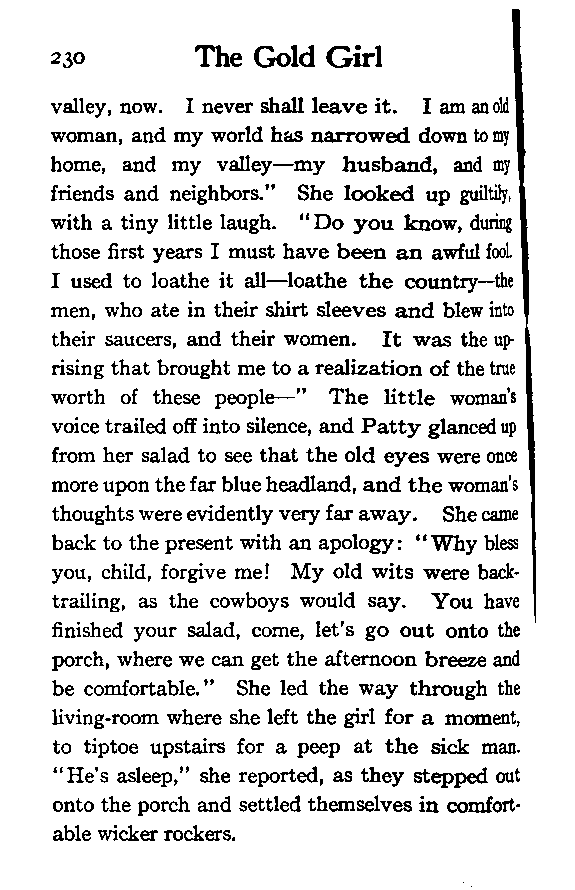 230 The Gold Girl
valley, now. I never shall leave it. I am an old
woman, and my world has narrowed down to my
home, and my valley—my husband, and my
friends and neighbors." She looked up guiltily,
with a tiny little laugh. "Do you know, during
those first years I must have been an awful fool.
I used to loathe it all—loathe the country—the
men, who ate in their shirt sleeves and blew into
their saucers, and their women. It was the up-
rising that brought me to a realization of the true
worth of these people—" The little woman's
voice trailed off into silence, and Patty glanced up
from her salad to see that the old eyes were once
more upon the far blue headland, and the woman's
thoughts were evidently very far away. She came
back to the present with an apology: "Why bless
you, child, forgive me! My old wits were back-
trailing, as the cowboys would say. You have
finished your salad, come, let's go out onto the
porch, where we can get the afternoon breeze and
be comfortable." She led the way through the
living-room where she left the girl for a moment,
to tiptoe upstairs for a peep at the sick man.
"He's asleep," she reported, as they stepped out
onto the porch and settled themselves in comfort-
able wicker rockers.